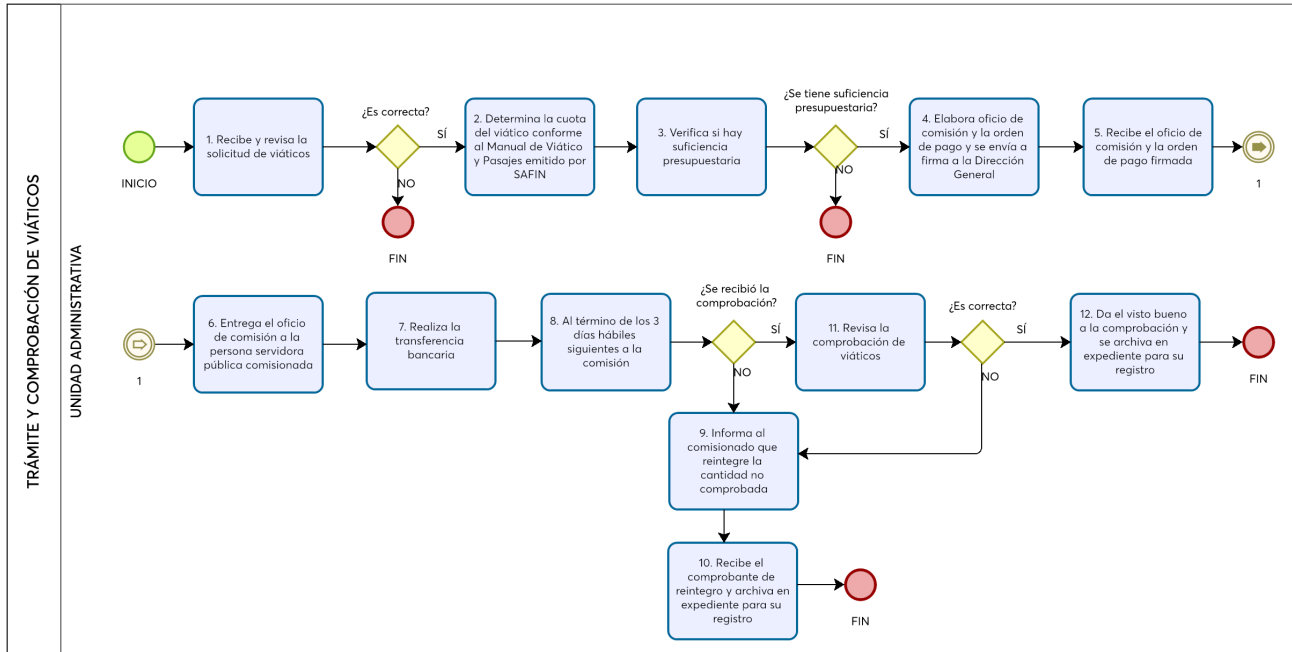 TRÁMITE Y COMPROBACIÓN DE VIÁTICOS
UNIDAD ADMINISTRATIVA
INICIO
1. Recibe y revisa la
solicitud de viáticos
¿Es correcta?
SÍ
NO
FIN
2. Determina la cuota
del viático conforme
al Manual de Viático
y Pasajes emitido por
SAFIN
3. Verifica si hay
suficiencia
presupuestaria
¿Se tiene suficiencia
presupuestaria?
SÍ
NO
FIN
4. Elabora oficio de
comisión y la orden
de pago y se envía a
firma a la Dirección
General
5. Recibe el oficio de
comisión y la orden
de pago firmada
1
1
6. Entrega el oficio
de comisión a la
persona servidora
pública comisionada
7. Realiza la
transferencia
bancaria
8. Al término de los 3
días hábiles
siguientes a la
comisión
¿Se recibió la
comprobación?
SÍ
NO
11. Revisa la
comprobación de
viáticos
¿Es correcta?
SÍ
NO
12. Da el visto bueno
a la comprobación y
se archiva en
expediente para su
registro
FIN
9. Informa al
comisionado que
reintegre la
cantidad no
comprobada
10. Recibe el
comprobante de
reintegro y archiva en
expediente para su
registro
FIN